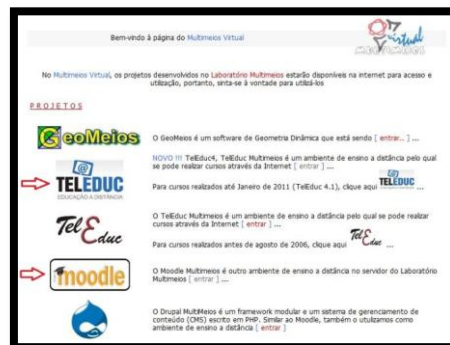 Bem-vindo à página do Multimeios Virtual
Virtual
MULTIMEIOS
No Multimeios Virtual, os projetos desenvolvidos no Laboratório Multimeios estarão disponíveis na internet para acesso e
utilização, portanto, sinta-se à vontade para utilizá-los
PROJETOS
GeoMeios
O GeoMeios é um software de Geometria Dinâmica que está sendo [ entrar.. ] ...
TELEDUC
EDUCAÇÃO A DISTÂNCIA
NOVO !!! TelEduc4, TelEduc Multimeios é um ambiente de ensino a distância pelo qual
se pode realizar cursos através da Internet [ entrar ] ...
Para cursos realizados até Janeiro de 2011 (TelEduc 4.1), clique aqui TELEDUC ...
TelEduc
O TelEduc Multimeios é um ambiente de ensino a distância pelo qual se pode realizar
cursos através da Internet [ entrar ] ...
Para cursos realizados antes de agosto de 2006, clique aqui TelEduc ...
moodle
O Moodle Multimeios é outro ambiente de ensino a distância no servidor do Laboratório
Multimeios [ entrar ] ...
O Drupal MultiMeios é um framework modular e um sistema de gerenciamento de
conteúdo (CMS) escrito em PHP. Similar ao Moodle, também o utulizamos como
ambiente de ensino a distância [ entrar ]